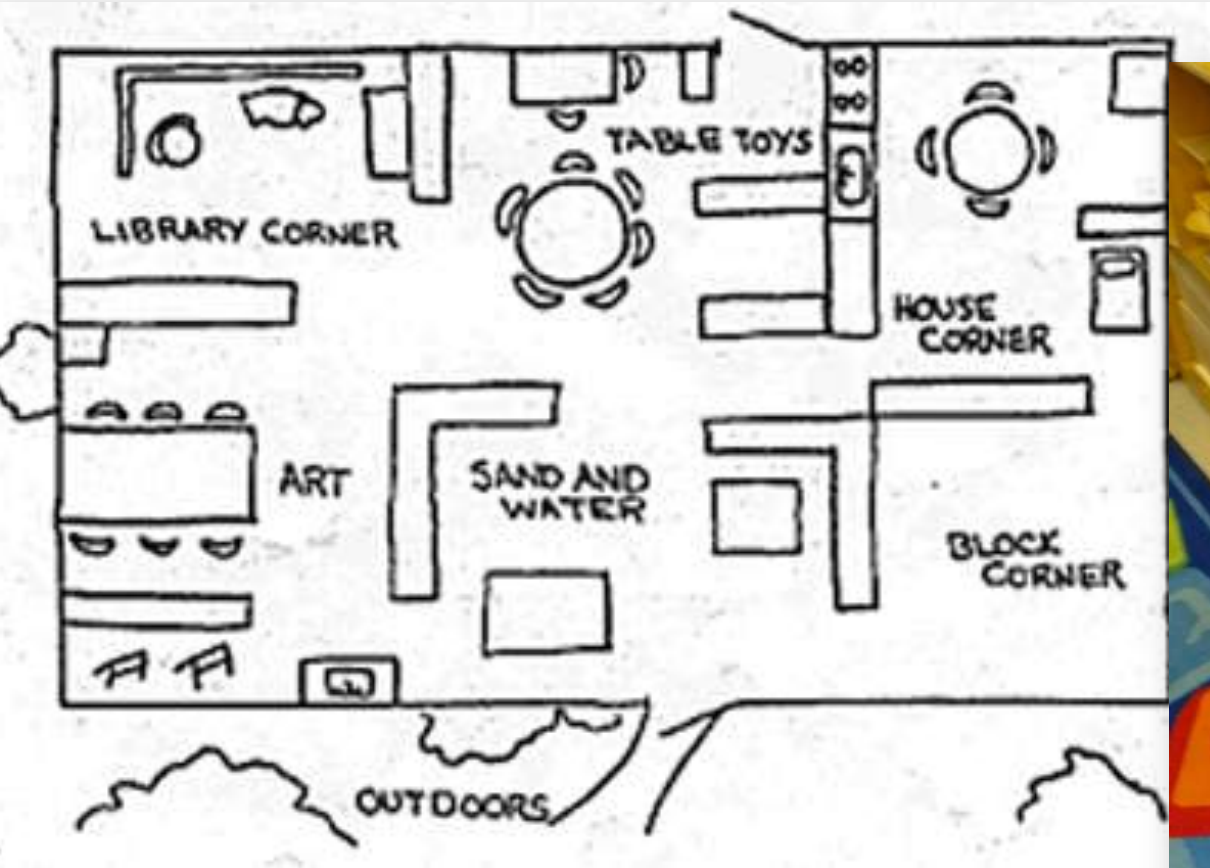 TABLE TOYS
LIBRARY CORNER
HOUSE
CORNER
ART
SAND AND
WATER
BLOCK
CORNER
OUTDOORS